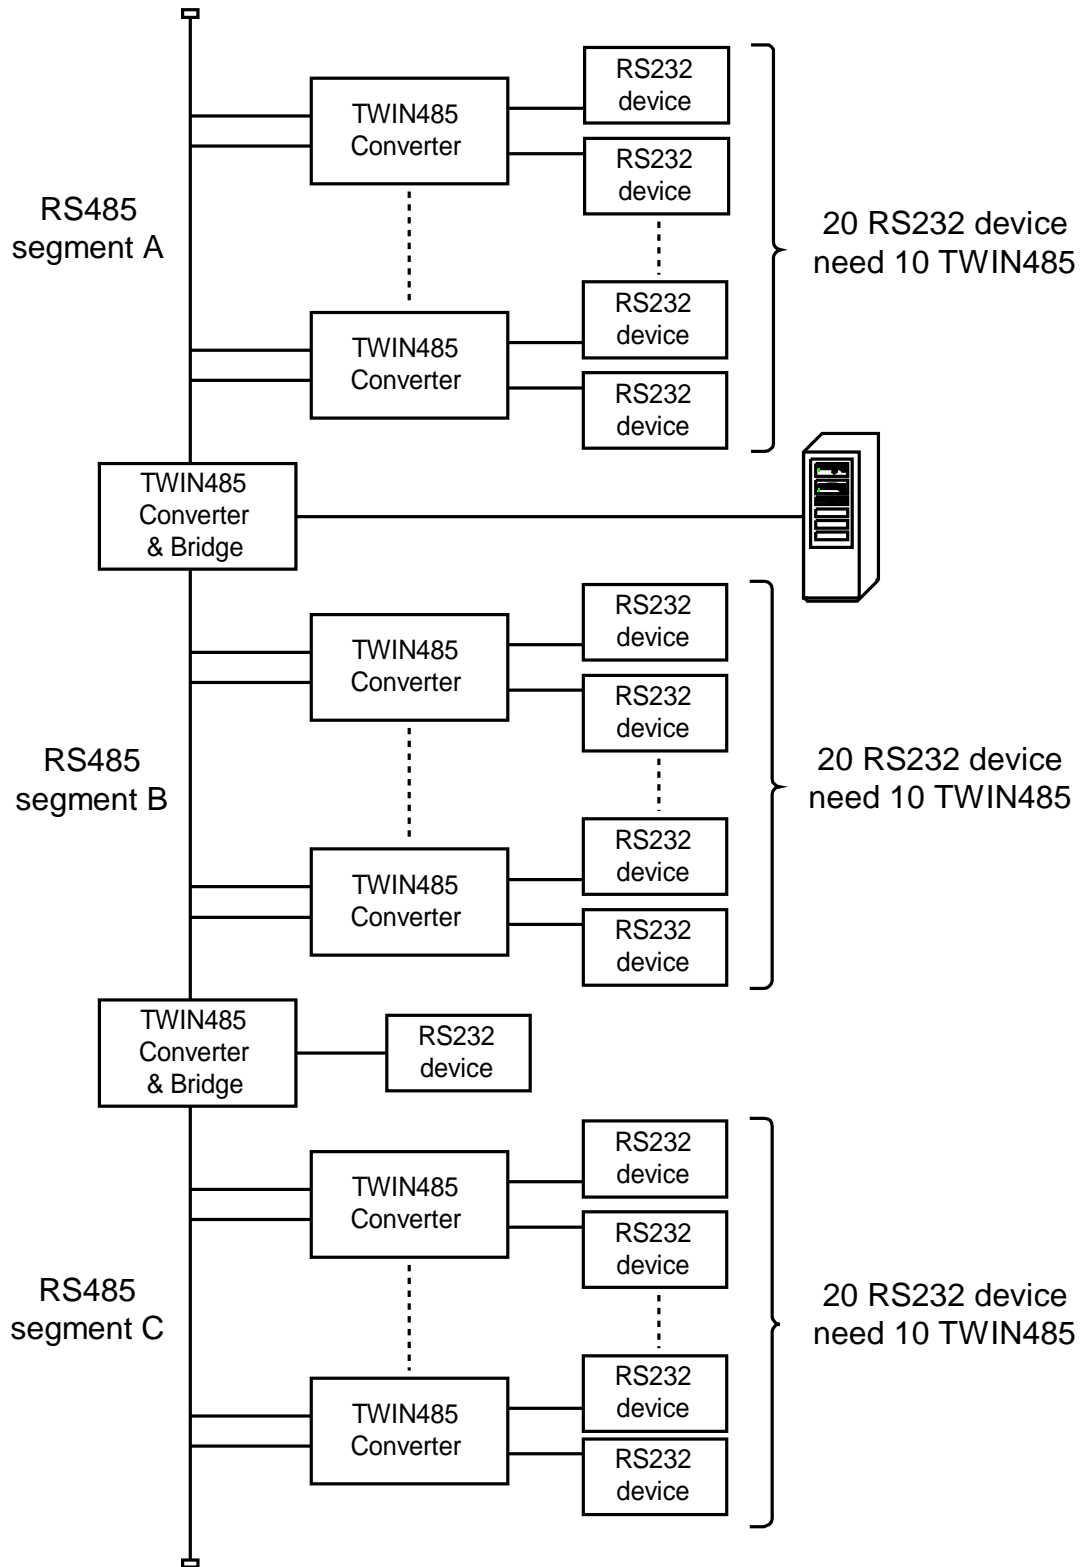 RS232
device
TWIN485
Converter
RS232
device
RS485
segment A
20 RS232 device
need 10 TWIN485
RS232
device
TWIN485
Converter
RS232
device
TWIN485
Converter
& Bridge
RS232
device
TWIN485
Converter
RS232
device
RS485
segment B
20 RS232 device
need 10 TWIN485
RS232
device
TWIN485
Converter
RS232
device
TWIN485
Converter
& Bridge
RS232
device
RS232
device
TWIN485
Converter
RS232
device
RS485
segment C
20 RS232 device
need 10 TWIN485
RS232
device
TWIN485
Converter
RS232
device